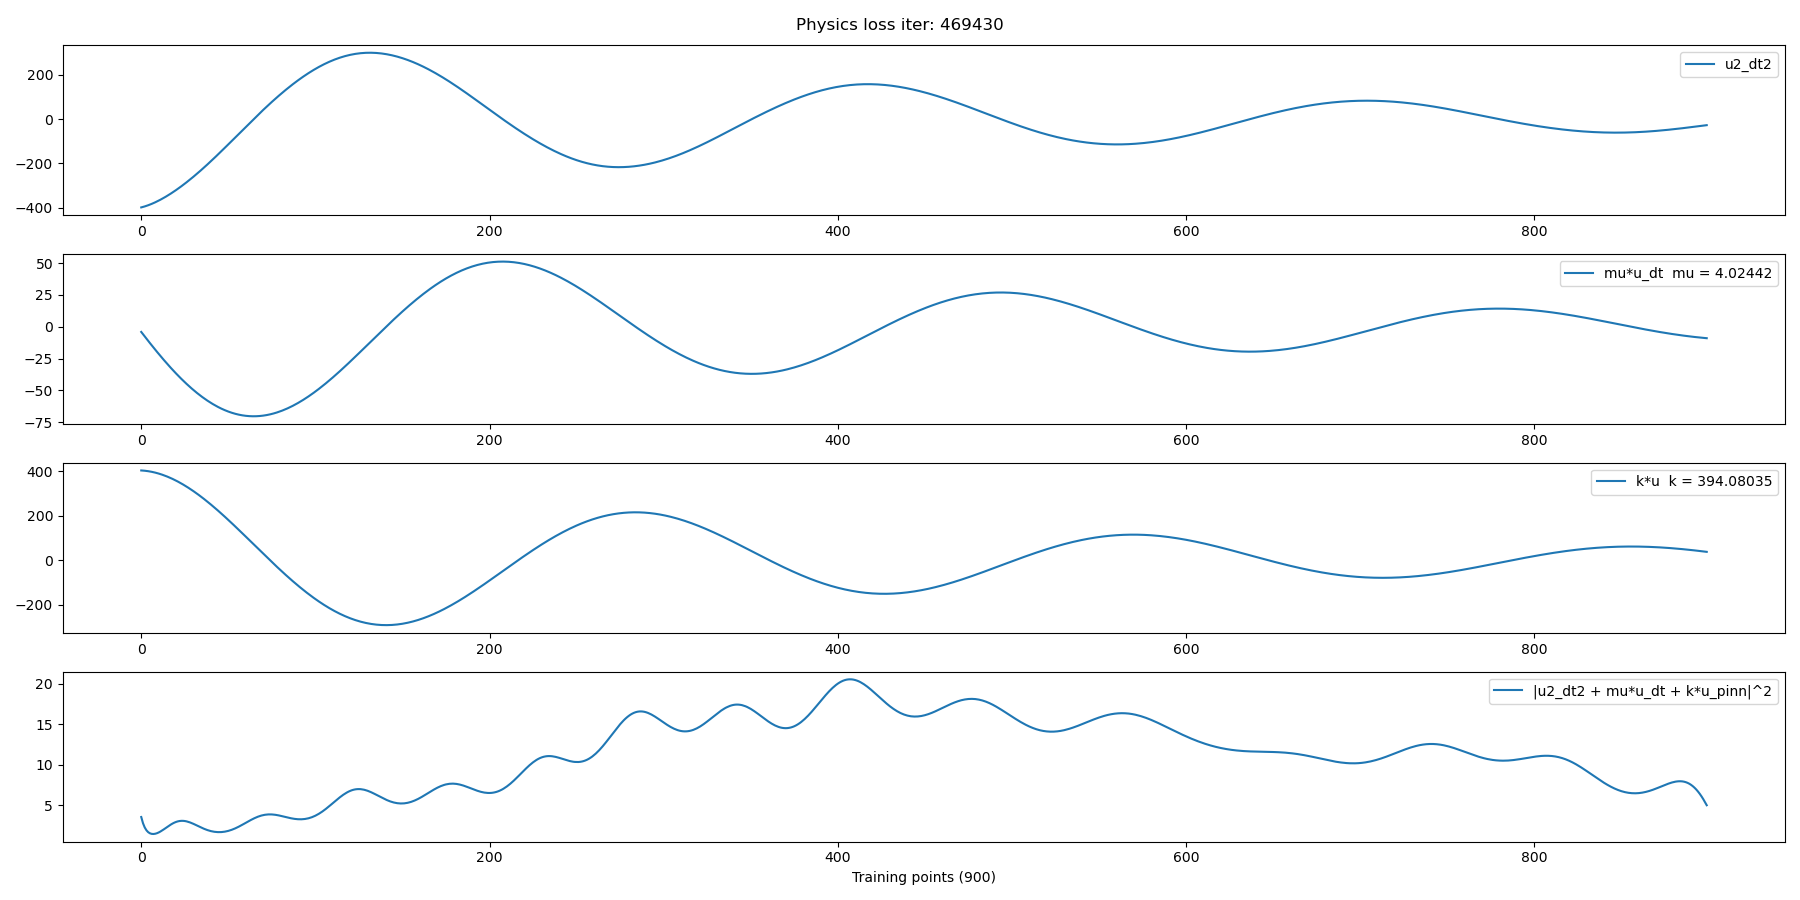 Physics loss iter: 469430
u2_dt2
200
0
−200
−400
0 200 400 600 800
mu*u_dt  mu = 4.02442
50
25
0
−25
−50
−75
0 200 400 600 800
k*u  k = 394.08035
400
200
0
−200
0 200 400 600 800
|u2_dt2 + mu*u_dt + k*u_pinn|^2
20
15
10
5
0 200 400 600 800
Training points (900)